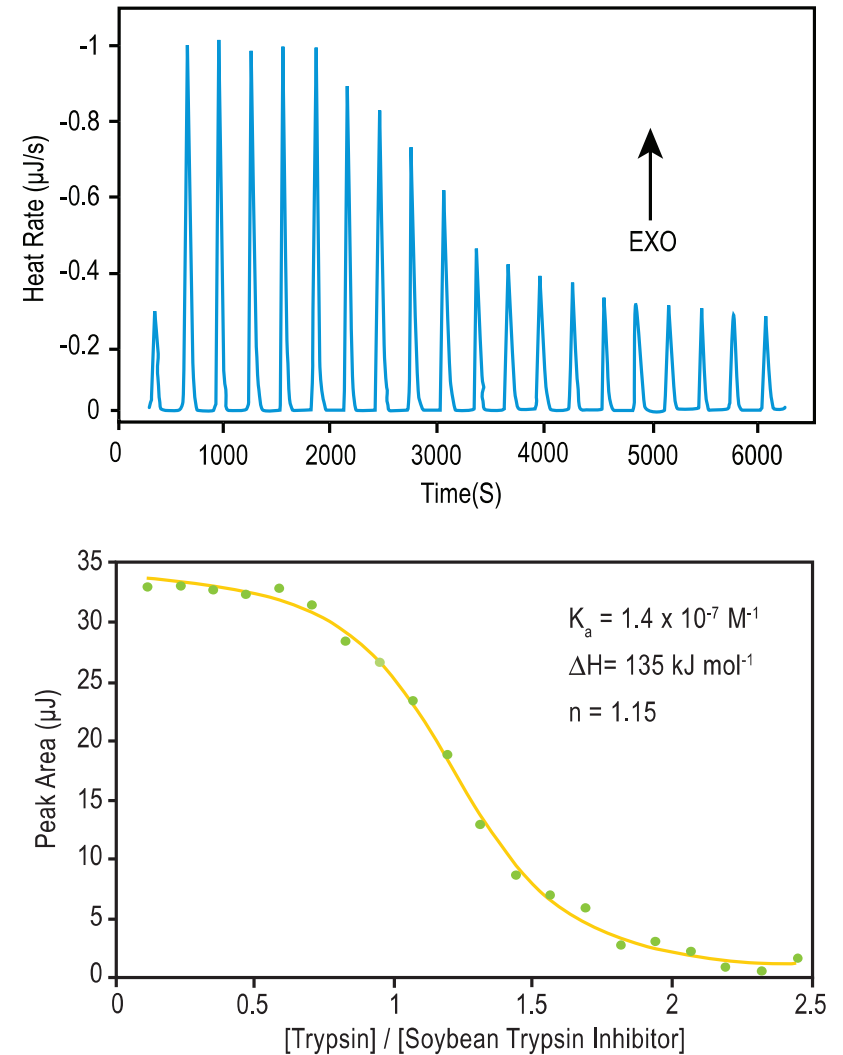 -1
-0.8
-0.6
-0.4
-0.2
0
Heat Rate (µJ/s)
EXO
0 1000 2000 3000 4000 5000 6000
Time(S)
35
30
25
20
15
10
5
0
Peak Area (µJ)
Kₐ = 1.4 x 10⁻⁷ M⁻¹
ΔH= 135 kJ mol⁻¹
n = 1.15
0 0.5 1 1.5 2 2.5
[Trypsin] / [Soybean Trypsin Inhibitor]